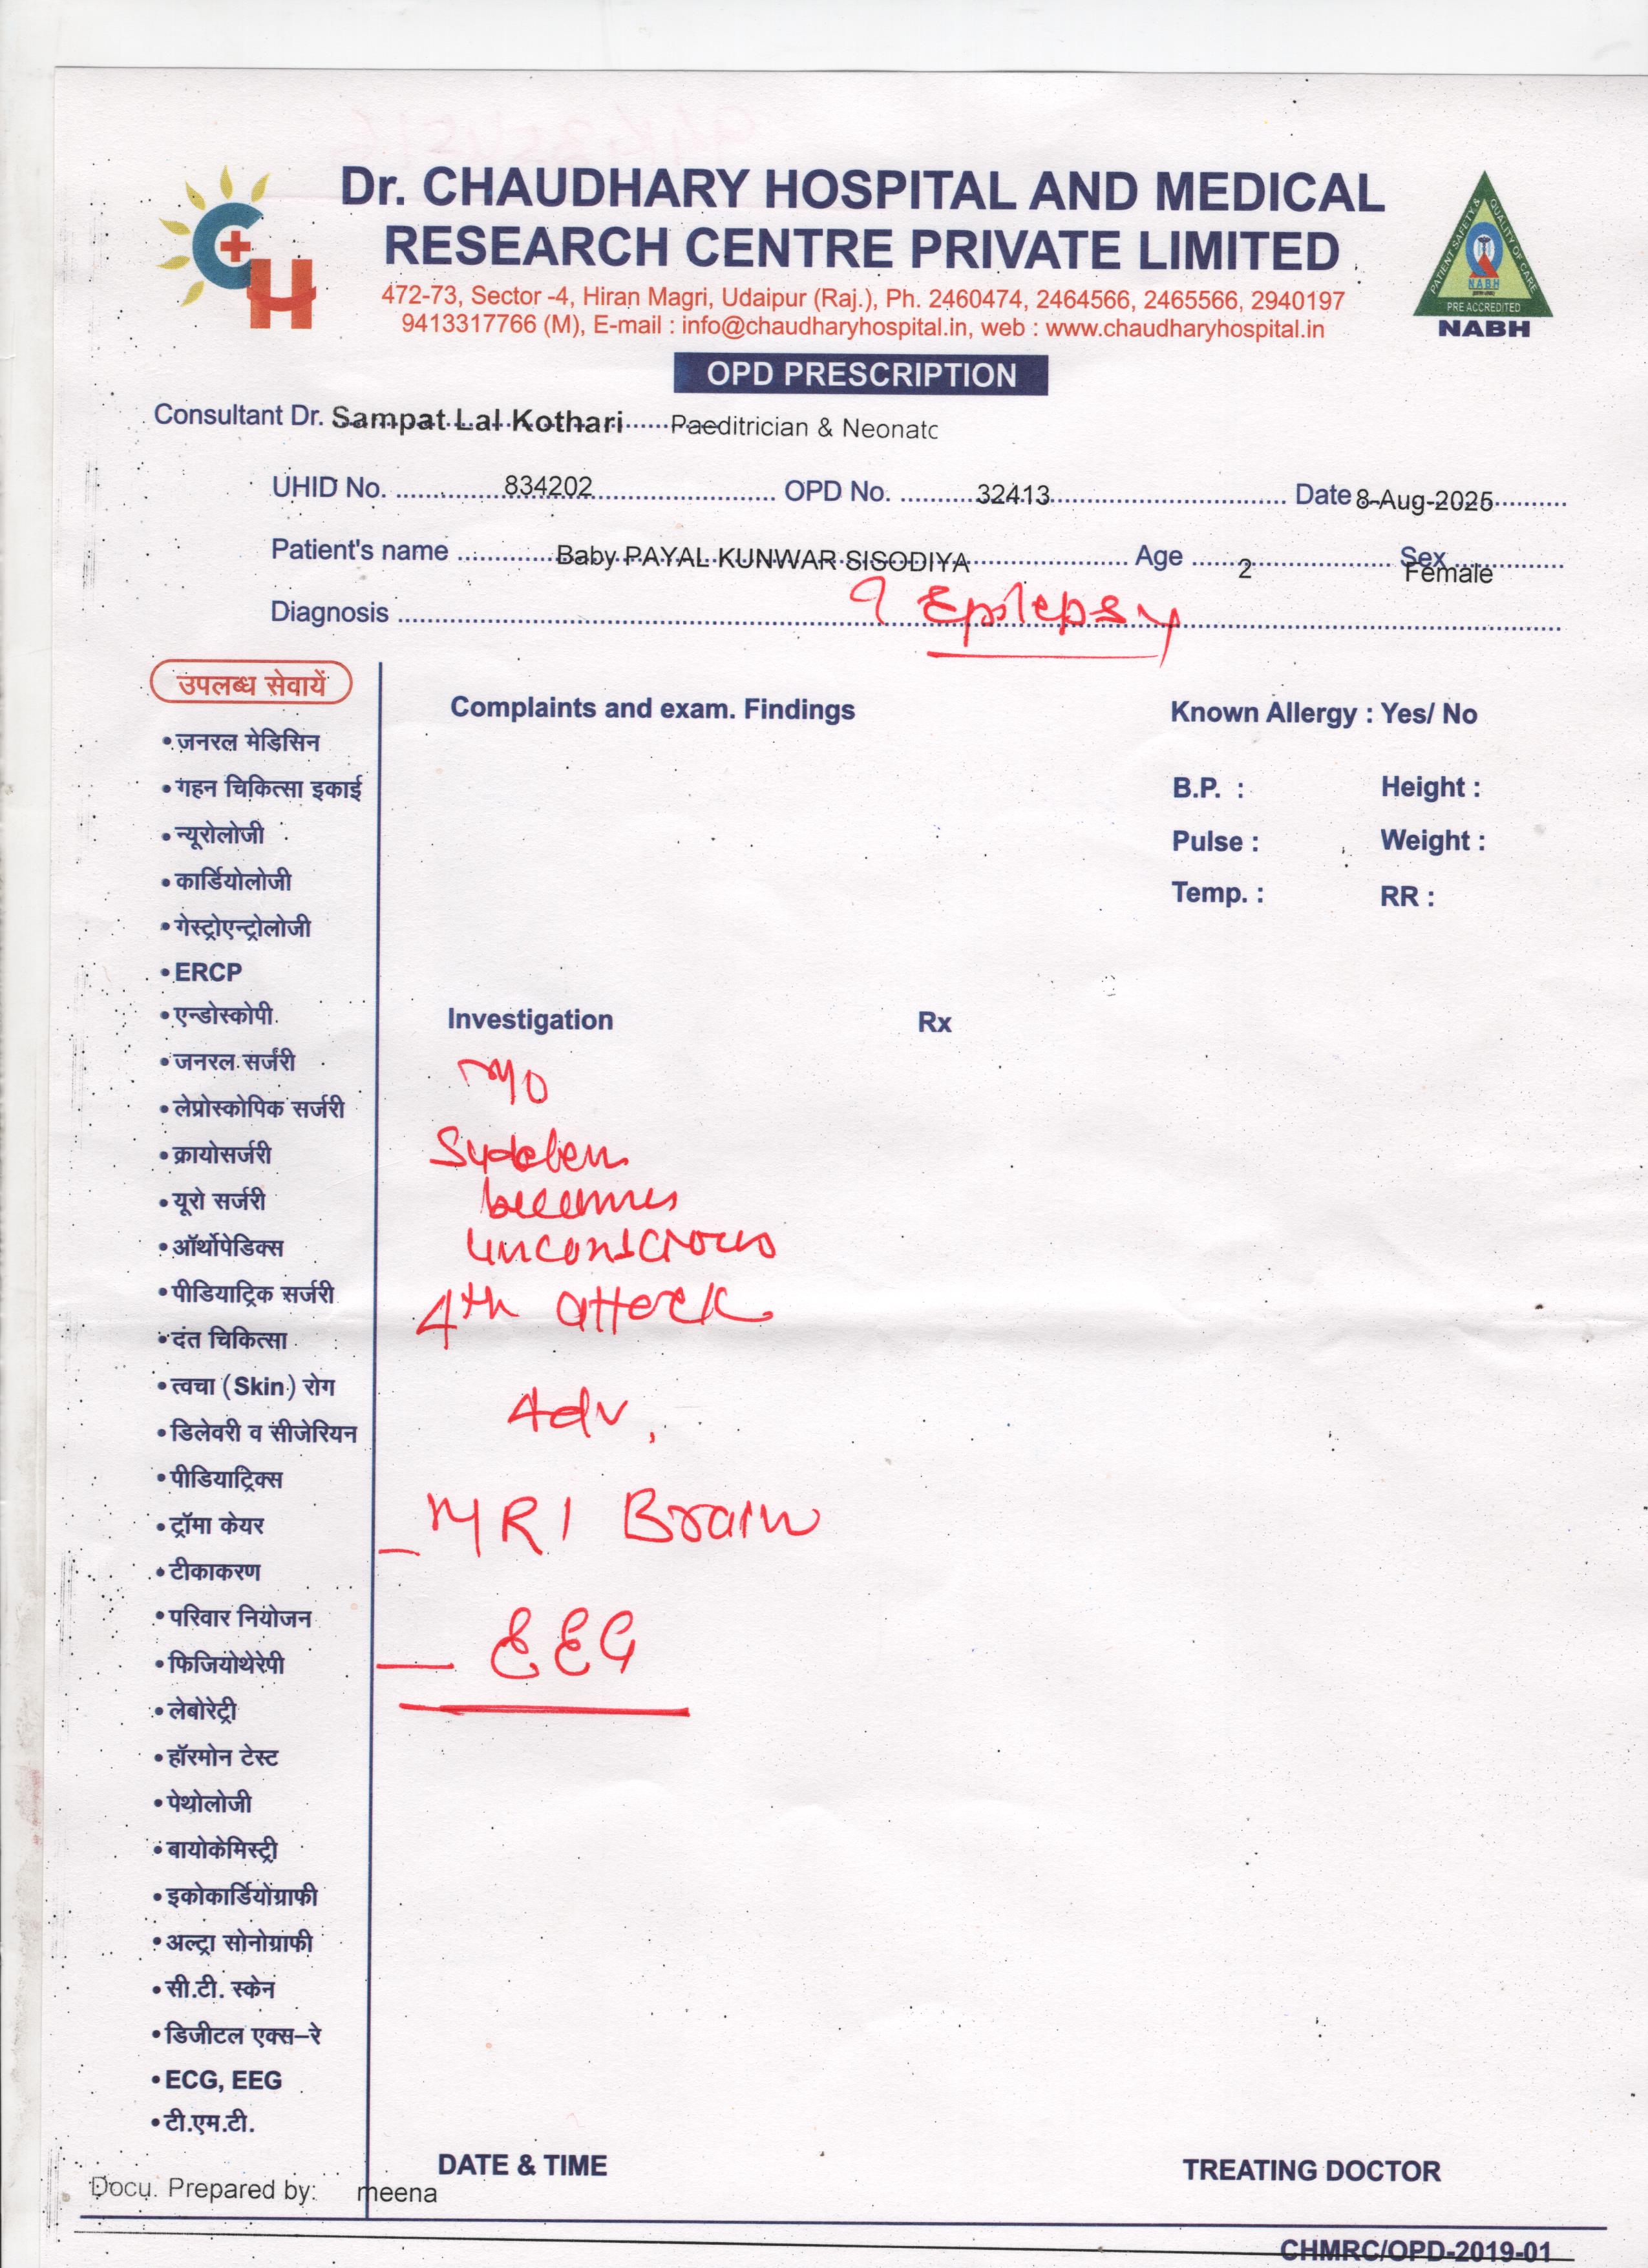 Dr. CHAUDHARY HOSPITAL AND MEDICAL
RESEARCH CENTRE PRIVATE LIMITED
472-73, Sector -4, Hiran Magri, Udaipur (Raj.), Ph. 2460474, 2464566, 2465566, 2940197
9413317766 (M), E-mail : info@chaudharyhospital.in, web : www.chaudharyhospital.in
PATIENT SAFETY & QUALITY OF CARE
NABH
PRE ACCREDITED
NABH
OPD PRESCRIPTION
Consultant Dr. Sampat Lal Kothari Paeditrician & Neonato
UHID No. 834202 OPD No. 32413 Date 8-Aug-2025
Patient's name Baby PAYAL KUNWAR SISODIYA Age 2 Sex Female
Diagnosis ? Epilepsy
उपलब्ध सेवायें
• जनरल मेडिसिन
• गहन चिकित्सा इकाई
• न्यूरोलोजी
• कार्डियोलोजी
• गेस्ट्रोएन्ट्रोलोजी
• ERCP
• एन्डोस्कोपी
• जनरल सर्जरी
• लेप्रोस्कोपिक सर्जरी
• क्रायोसर्जरी
• यूरो सर्जरी
• ऑर्थोपेडिक्स
• पीडियाट्रिक सर्जरी
• दंत चिकित्सा
• त्वचा (Skin) रोग
• डिलेवरी व सीजेरियन
• पीडियाट्रिक्स
• ट्रॉमा केयर
• टीकाकरण
• परिवार नियोजन
• फिजियोथेरेपी
• लेबोरेट्री
• हॉरमोन टेस्ट
• पेथोलोजी
• बायोकेमिस्ट्री
• इकोकार्डियोग्राफी
• अल्ट्रा सोनोग्राफी
• सी.टी. स्केन
• डिजीटल एक्स-रे
• ECG, EEG
• टी.एम.टी.
Complaints and exam. Findings
Known Allergy : Yes/ No
B.P. : Height :
Pulse : Weight :
Temp. : RR :
Investigation Rx
Sudden
becomes
unconscious
4th attack
Adv.
_ MRI Brain
_ EEG
DATE & TIME TREATING DOCTOR
Docu. Prepared by: meena
CHMRC/OPD-2019-01